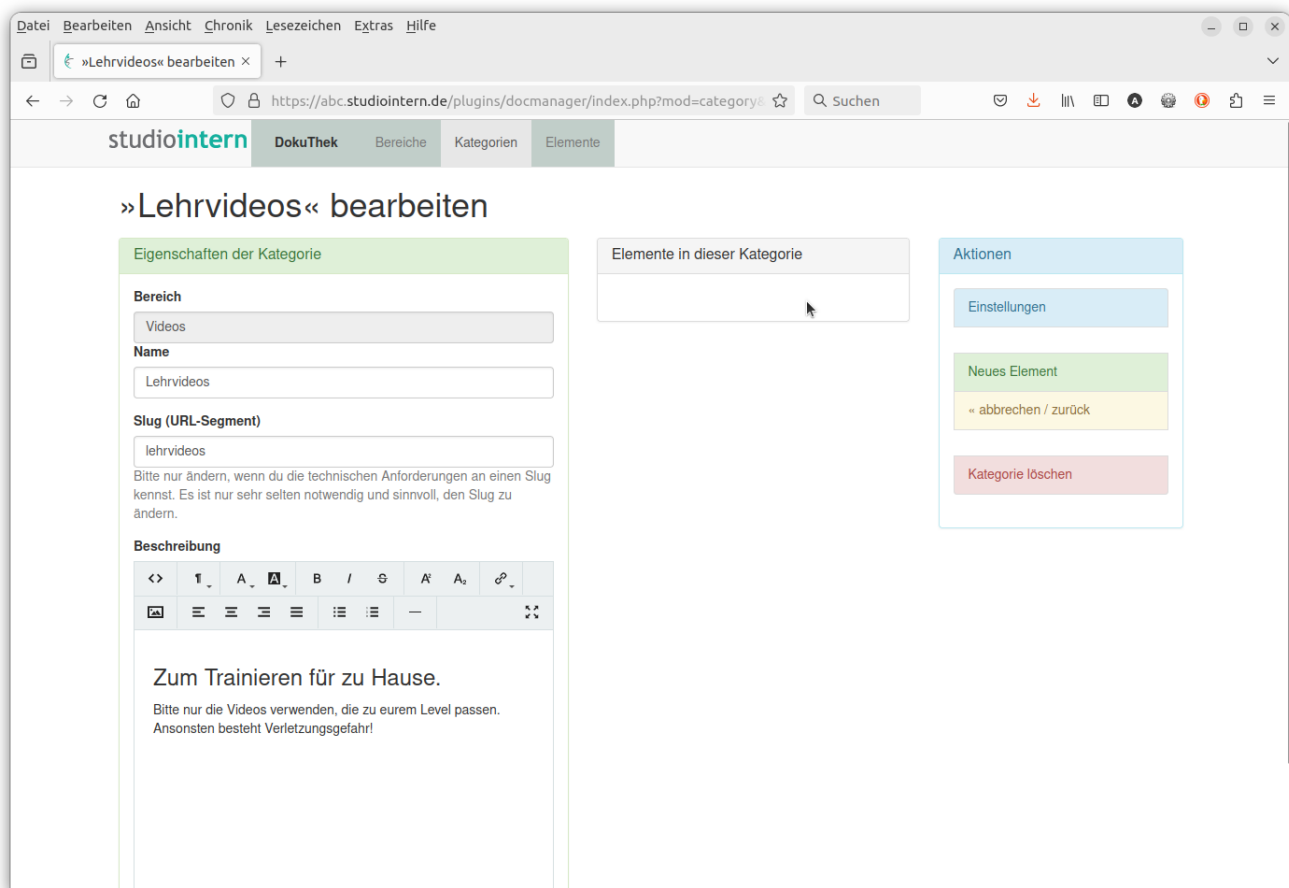 Datei Bearbeiten Ansicht Chronik Lesezeichen Extras Hilfe
»Lehrvideos« bearbeiten
https://abc.studiointern.de/plugins/docmanager/index.php?mod=category
Suchen
studiointern
DokuThek
Bereiche
Kategorien
Elemente
»Lehrvideos« bearbeiten
Eigenschaften der Kategorie
Bereich
Videos
Name
Lehrvideos
Slug (URL-Segment)
lehrvideos
Bitte nur ändern, wenn du die technischen Anforderungen an einen Slug
kennst. Es ist nur sehr selten notwendig und sinnvoll, den Slug zu
ändern.
Beschreibung
Zum Trainieren für zu Hause.
Bitte nur die Videos verwenden, die zu eurem Level passen.
Ansonsten besteht Verletzungsgefahr!
Elemente in dieser Kategorie
Aktionen
Einstellungen
Neues Element
« abbrechen / zurück
Kategorie löschen